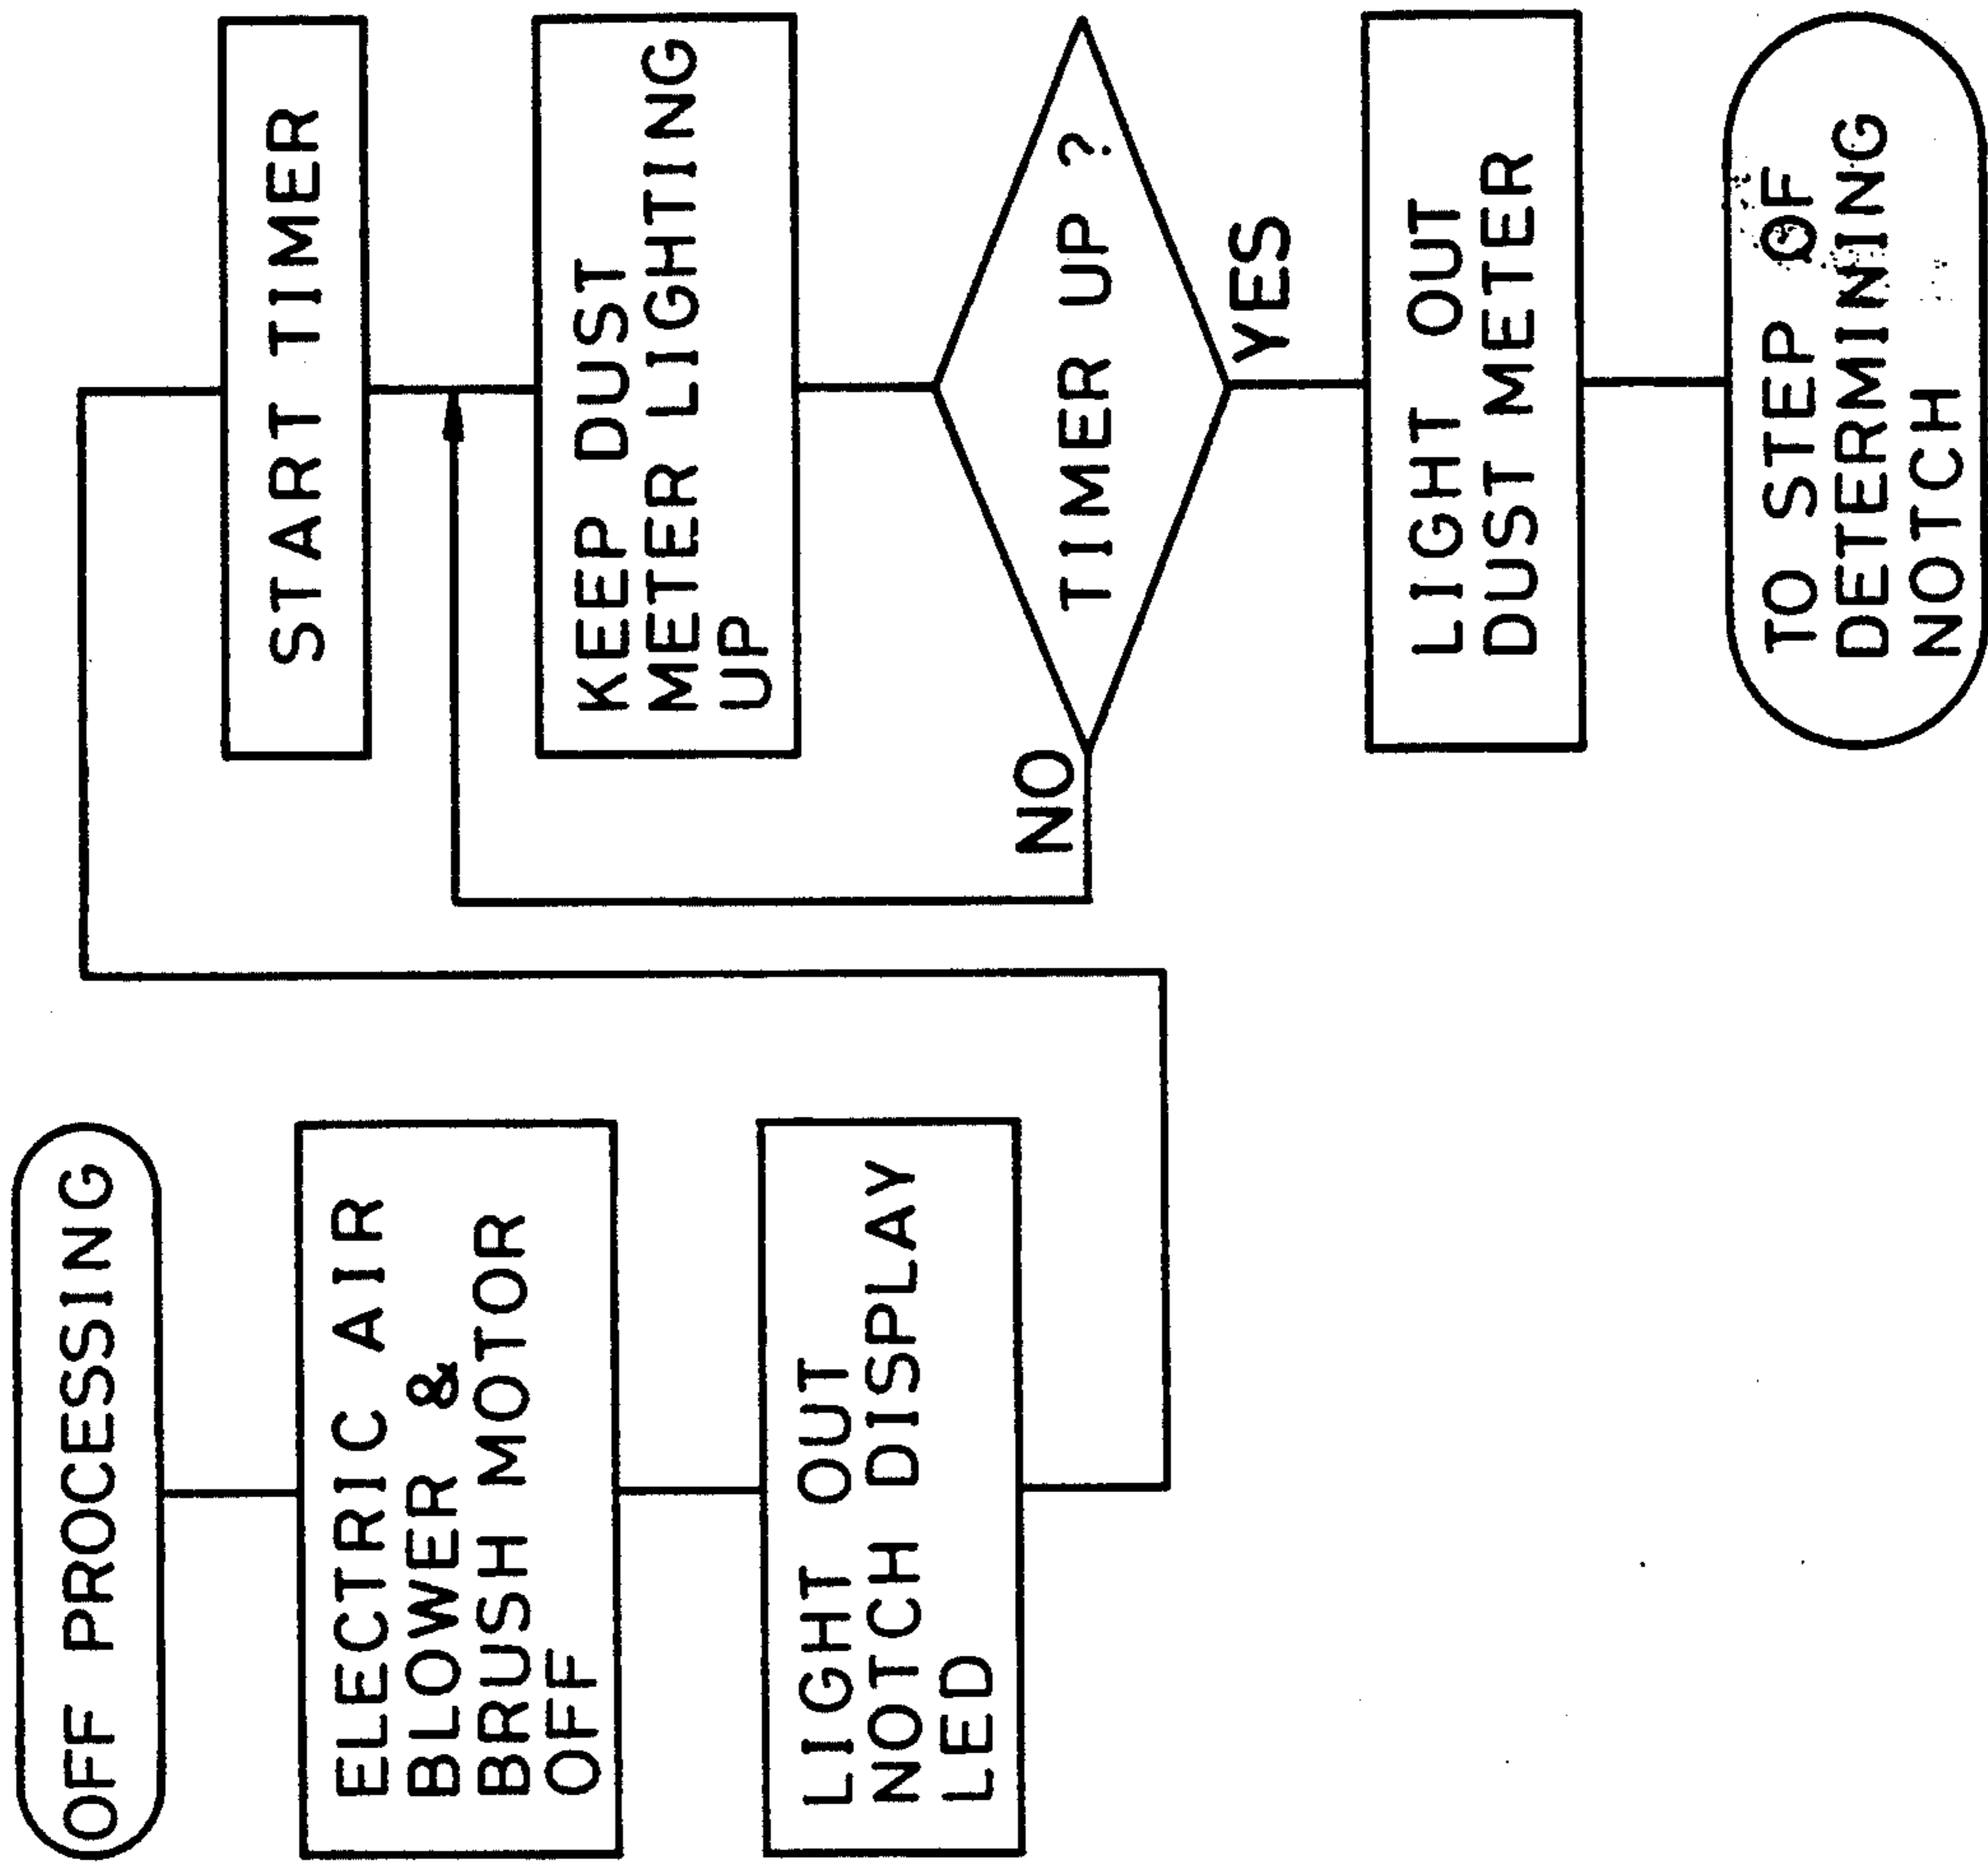 OFF PROCESSING
ELECTRIC AIR
BLOWER &
BRUSH MOTOR
OFF
LIGHT OUT
NOTCH DISPLAY
LED
START TIMER
KEEP DUST
METER LIGHTING
UP
TIMER UP ?
NO
YES
LIGHT OUT
DUST METER
TO STEP OF
DETERMINING
NOTCH